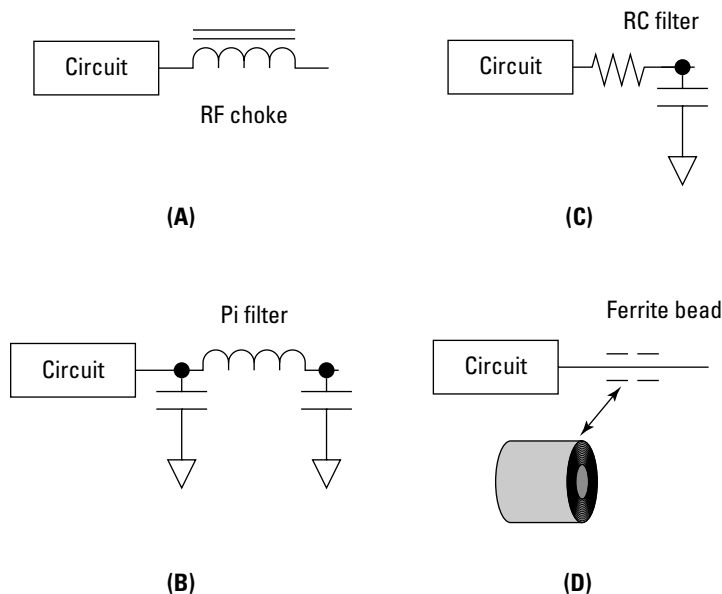 Circuit
RF choke
(A)
RC filter
Circuit
(C)
Pi filter
Circuit
(B)
Ferrite bead
Circuit
(D)